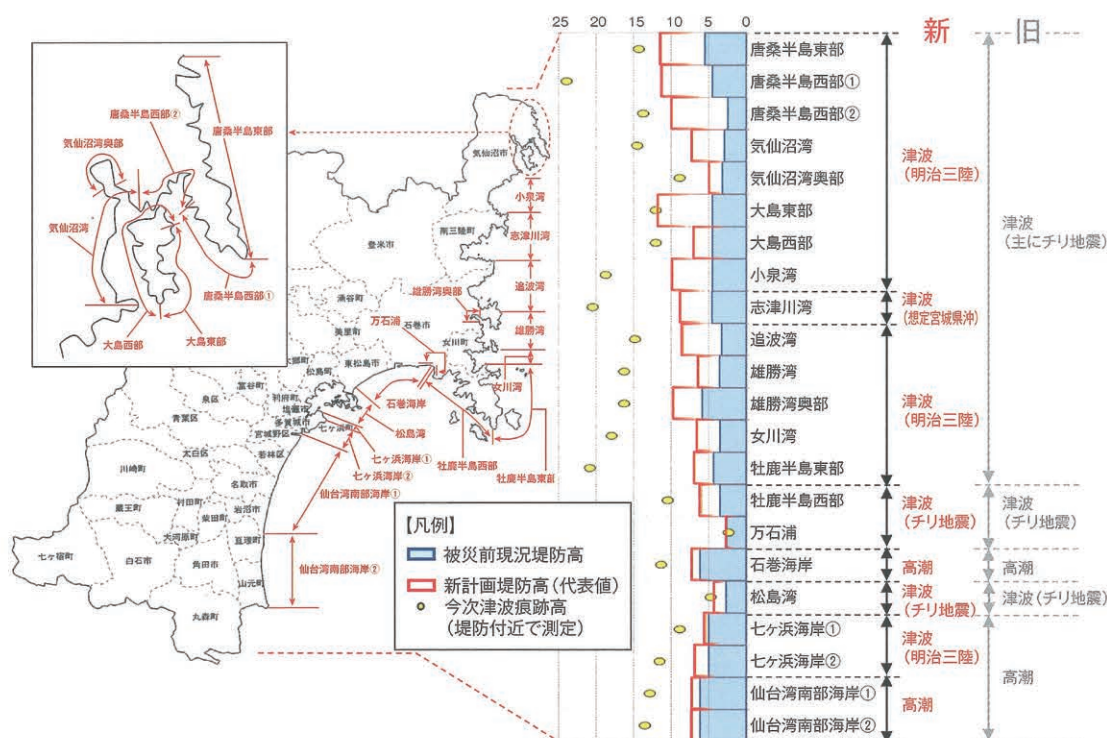 唐桑半島西部②
唐桑半島東部
気仙沼湾奥部
気仙沼湾
唐桑半島西部①
大島西部
大島東部
気仙沼市
小泉湾
登米市
南三陸町
志津川湾
追波湾
雄勝湾奥部
雄勝湾
涌谷町
万石浦
石巻市
美里町
女川町
東松島市
松島町
女川湾
富谷町
利府町
塩竈市
石巻海岸
泉区
多賀城市
七ヶ浜町
松島湾
青葉区
宮城野区
七ヶ浜海岸①
太白区
若林区
七ヶ浜海岸②
牡鹿半島西部
牡鹿半島東部
川崎町
名取市
仙台湾南部海岸①
村田町
岩沼市
蔵王町
柴田町
大河原町
亘理町
七ヶ宿町
白石市
角田市
仙台湾南部海岸②
山元町
丸森町
【凡例】
被災前現況堤防高
新計画堤防高(代表値)
今次津波痕跡高
(堤防付近で測定)
25 20 15 10 5 0
新 旧
唐桑半島東部
唐桑半島西部①
唐桑半島西部②
気仙沼湾
気仙沼湾奥部
大島東部
大島西部
小泉湾
志津川湾
追波湾
雄勝湾
雄勝湾奥部
女川湾
牡鹿半島東部
牡鹿半島西部
万石浦
石巻海岸
松島湾
七ヶ浜海岸①
七ヶ浜海岸②
仙台湾南部海岸①
仙台湾南部海岸②
津波
(明治三陸)
津波
(想定宮城県沖)
津波
(明治三陸)
津波
(チリ地震)
高潮
津波
(チリ地震)
津波
(明治三陸)
高潮
津波
(主にチリ地震)
津波
(チリ地震)
高潮
津波(チリ地震)
高潮